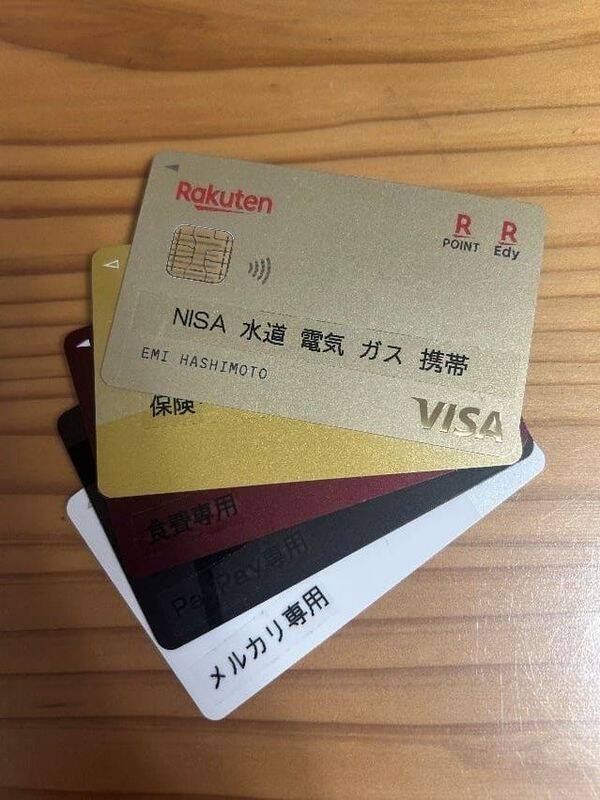 Rakuten
R POINT
R Edy
NISA 水道 電気 ガス 携帯
EMI HASHIMOTO
VISA
保険
食費専用
PayPay専用
メルカリ専用